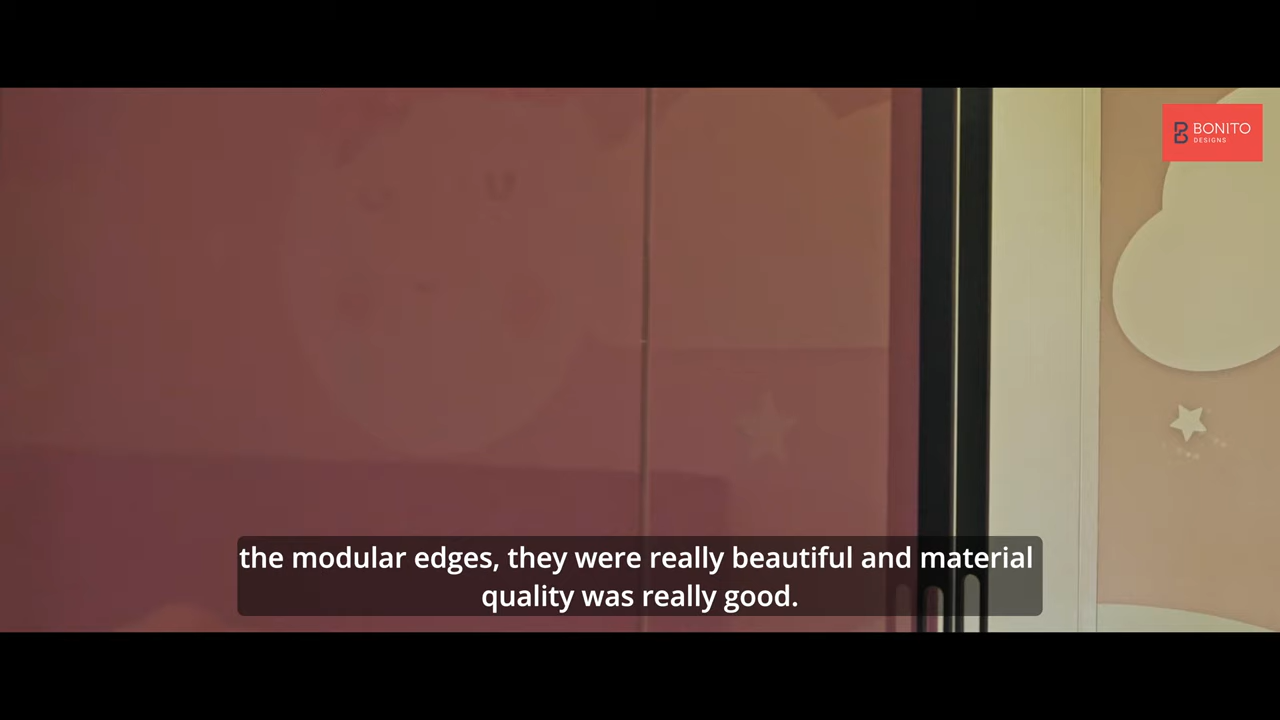 BONITO
DESIGNS
the modular edges, they were really beautiful and material
quality was really good.